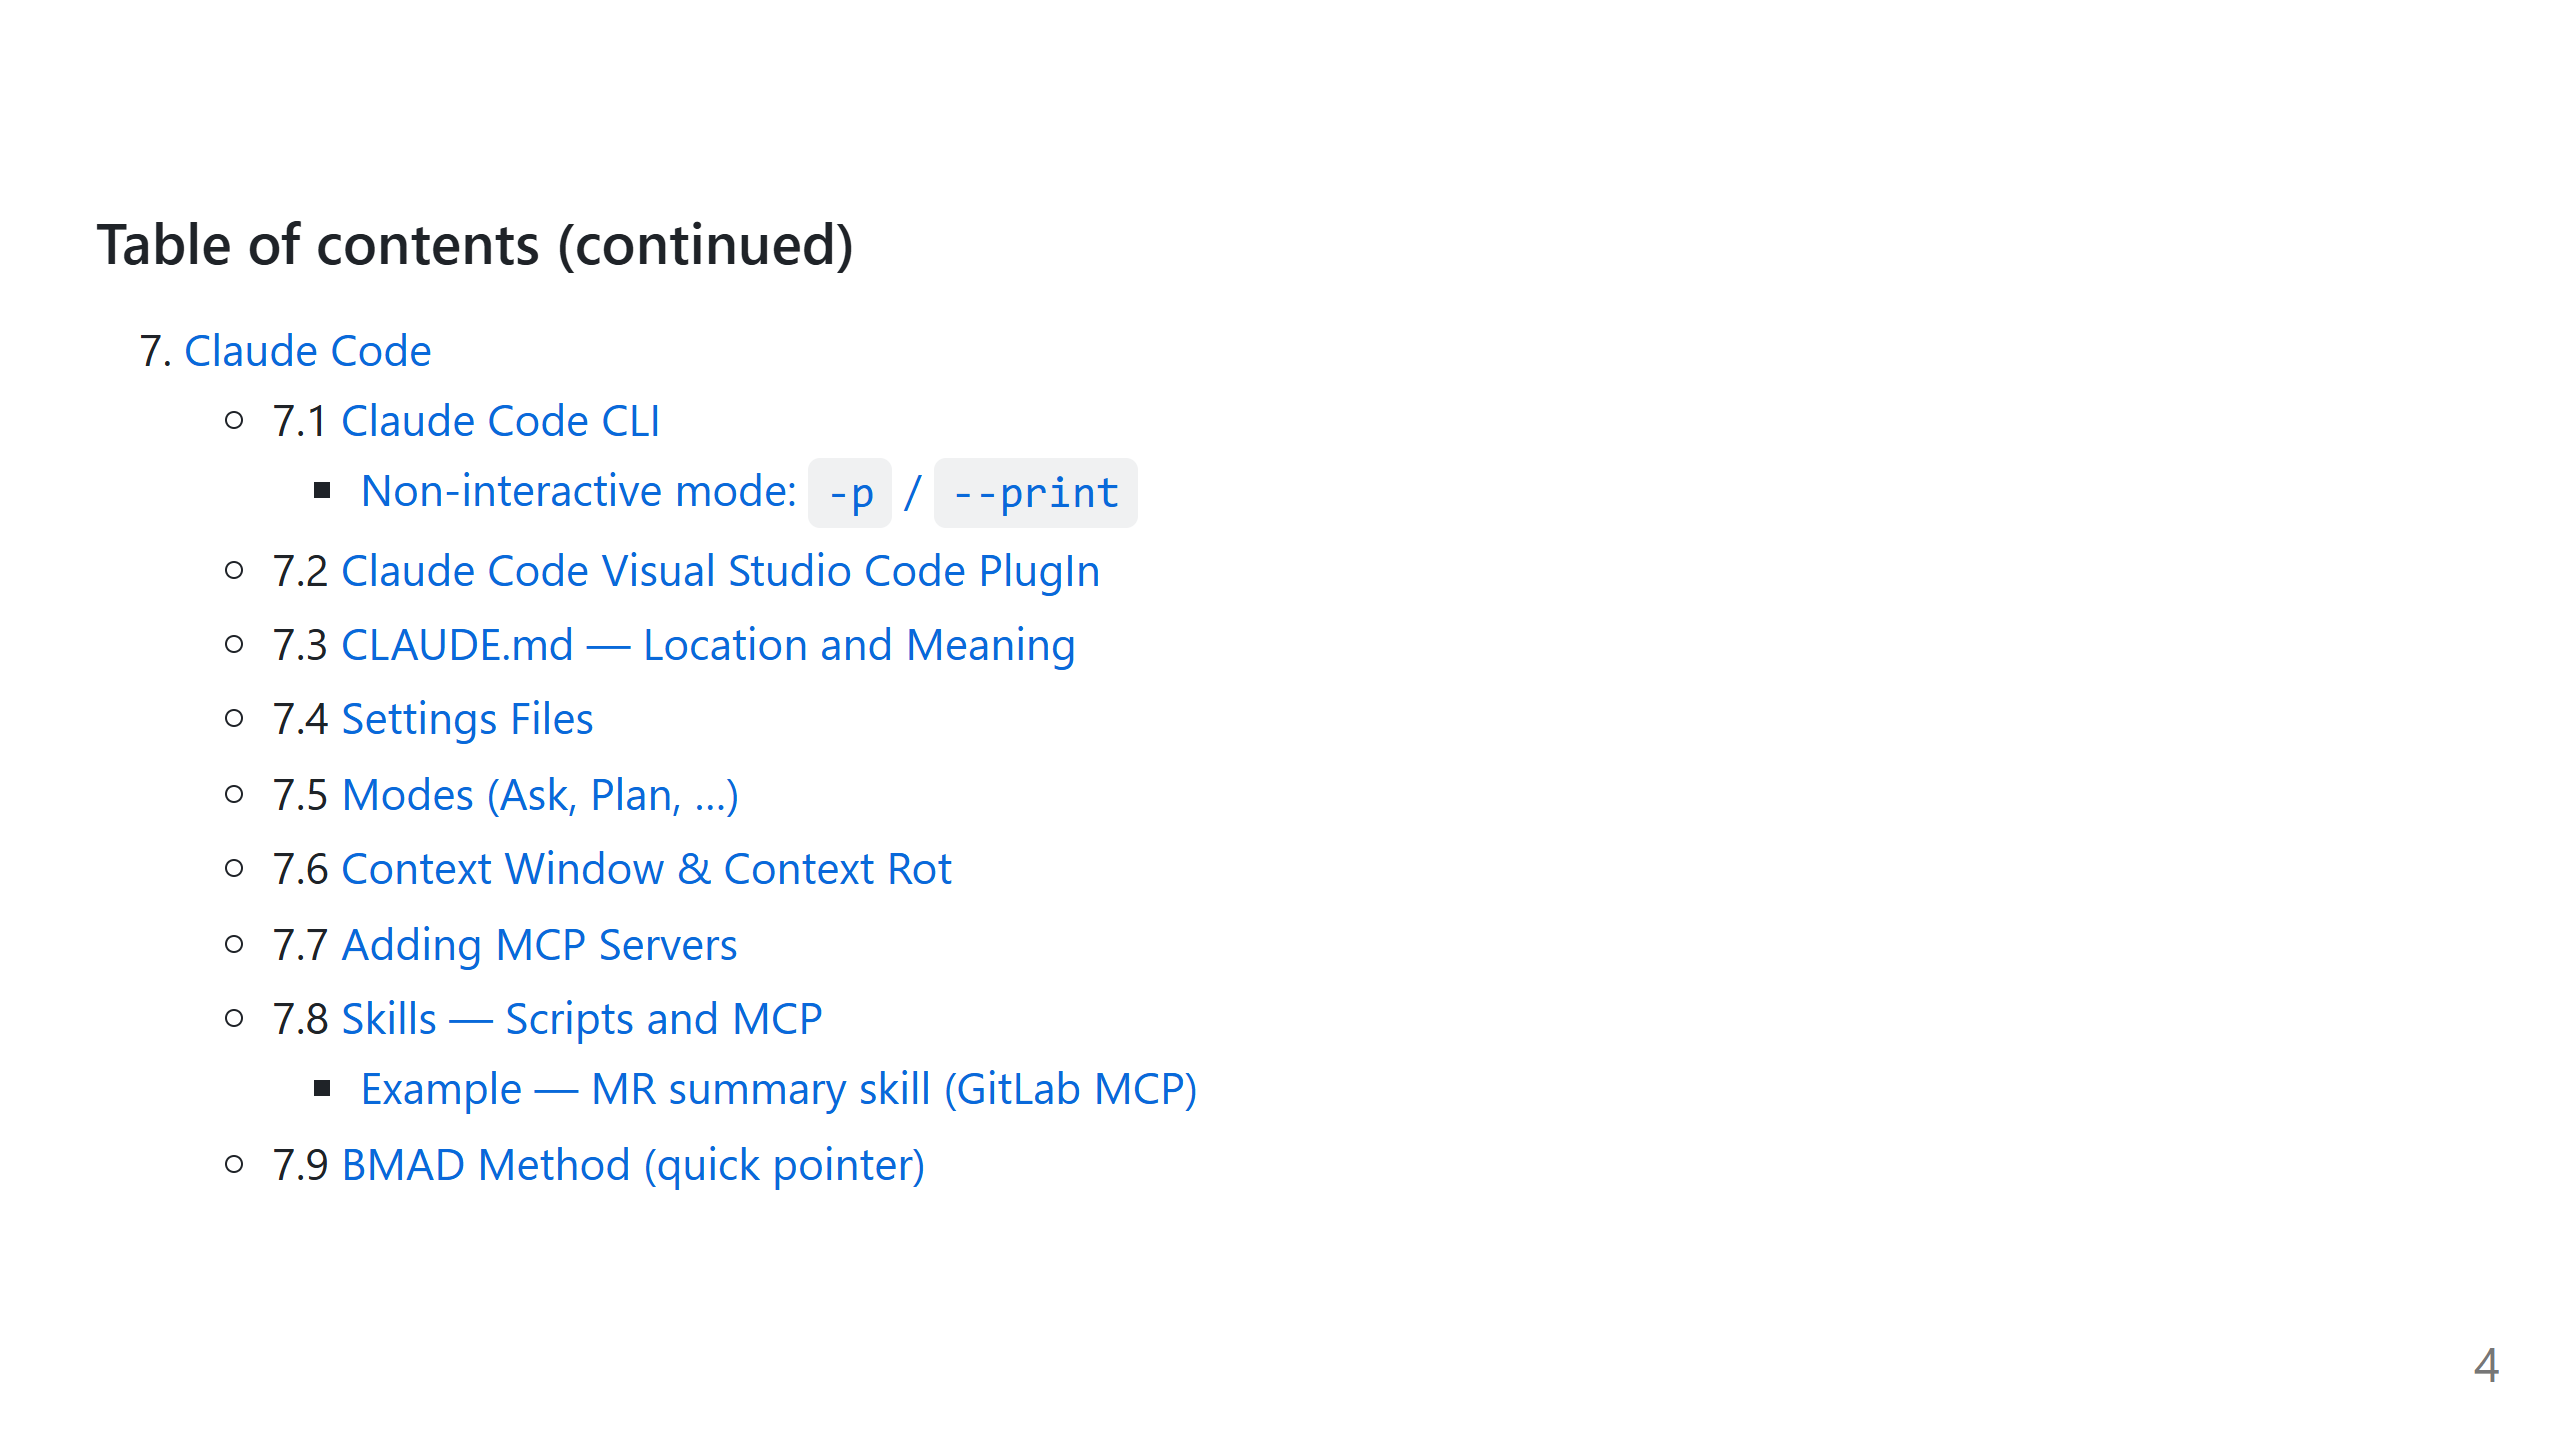 Table of contents (continued)
7. Claude Code
7.1 Claude Code CLI
Non-interactive mode: -p / --print
7.2 Claude Code Visual Studio Code PlugIn
7.3 CLAUDE.md — Location and Meaning
7.4 Settings Files
7.5 Modes (Ask, Plan, …)
7.6 Context Window & Context Rot
7.7 Adding MCP Servers
7.8 Skills — Scripts and MCP
Example — MR summary skill (GitLab MCP)
7.9 BMAD Method (quick pointer)
4